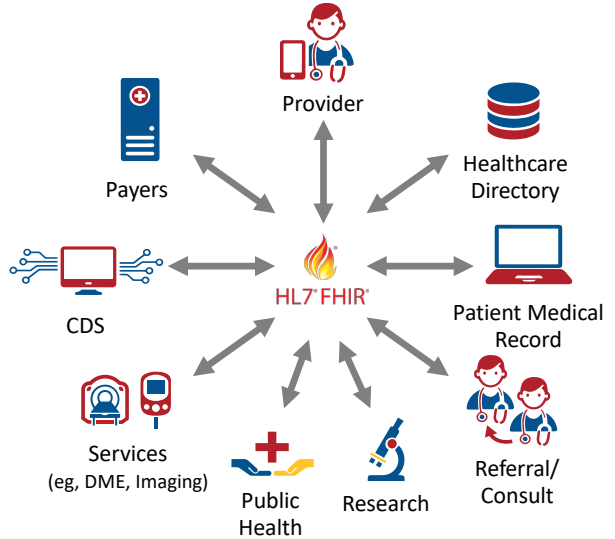 Provider
Payers
Healthcare
Directory
HL7® FHIR®
CDS
Patient Medical
Record
Services
(eg, DME, Imaging)
Public
Health
Research
Referral/
Consult